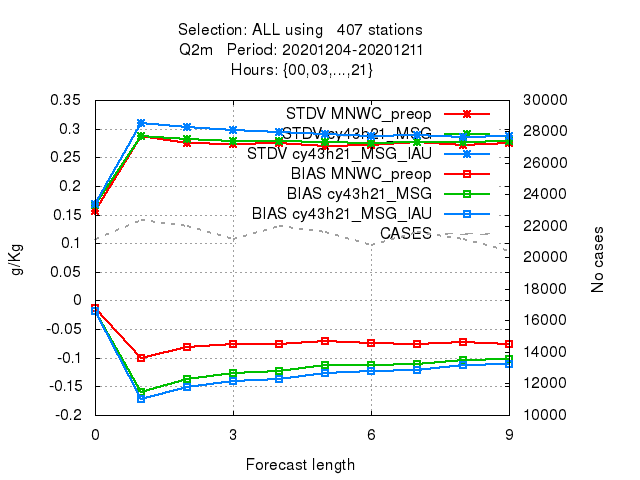 Selection: ALL using   407 stations
Q2m   Period: 20201204-20201211
Hours: {00,03,...,21}
0.35
0.3
0.25
0.2
0.15
0.1
0.05
0
-0.05
-0.1
-0.15
-0.2
g/Kg
STDV MNWC_preop
STDV cy43h21_MSG
STDV cy43h21_MSG_IAU
BIAS MNWC_preop
BIAS cy43h21_MSG
BIAS cy43h21_MSG_IAU
CASES
30000
28000
26000
24000
22000
20000
18000
16000
14000
12000
10000
No cases
0 3 6 9
Forecast length